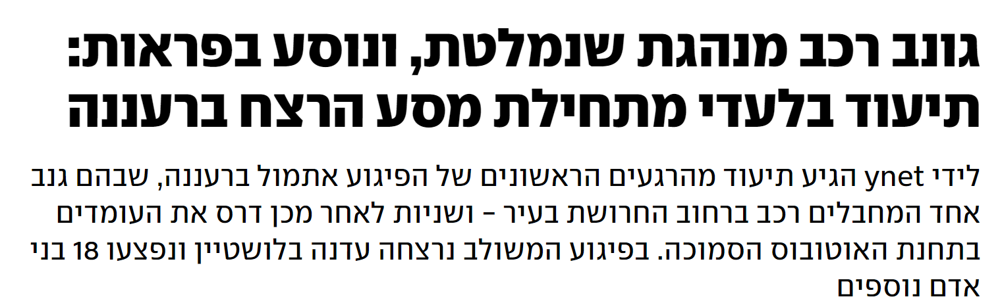 גונב רכב מנהגת שנמלטת, ונוסע בפראות:
תיעוד בלעדי מתחילת מסע הרצח ברעננה
לידי ynet הגיע תיעוד מהרגעים הראשונים של הפיגוע אתמול ברעננה, שבהם גנב
אחד המחבלים רכב ברחוב החרושת בעיר – ושניות לאחר מכן דרס את העומדים
בתחנת האוטובוס הסמוכה. בפיגוע המשולב נרצחה עדנה בלושטיין ונפצעו 18 בני
אדם נוספים